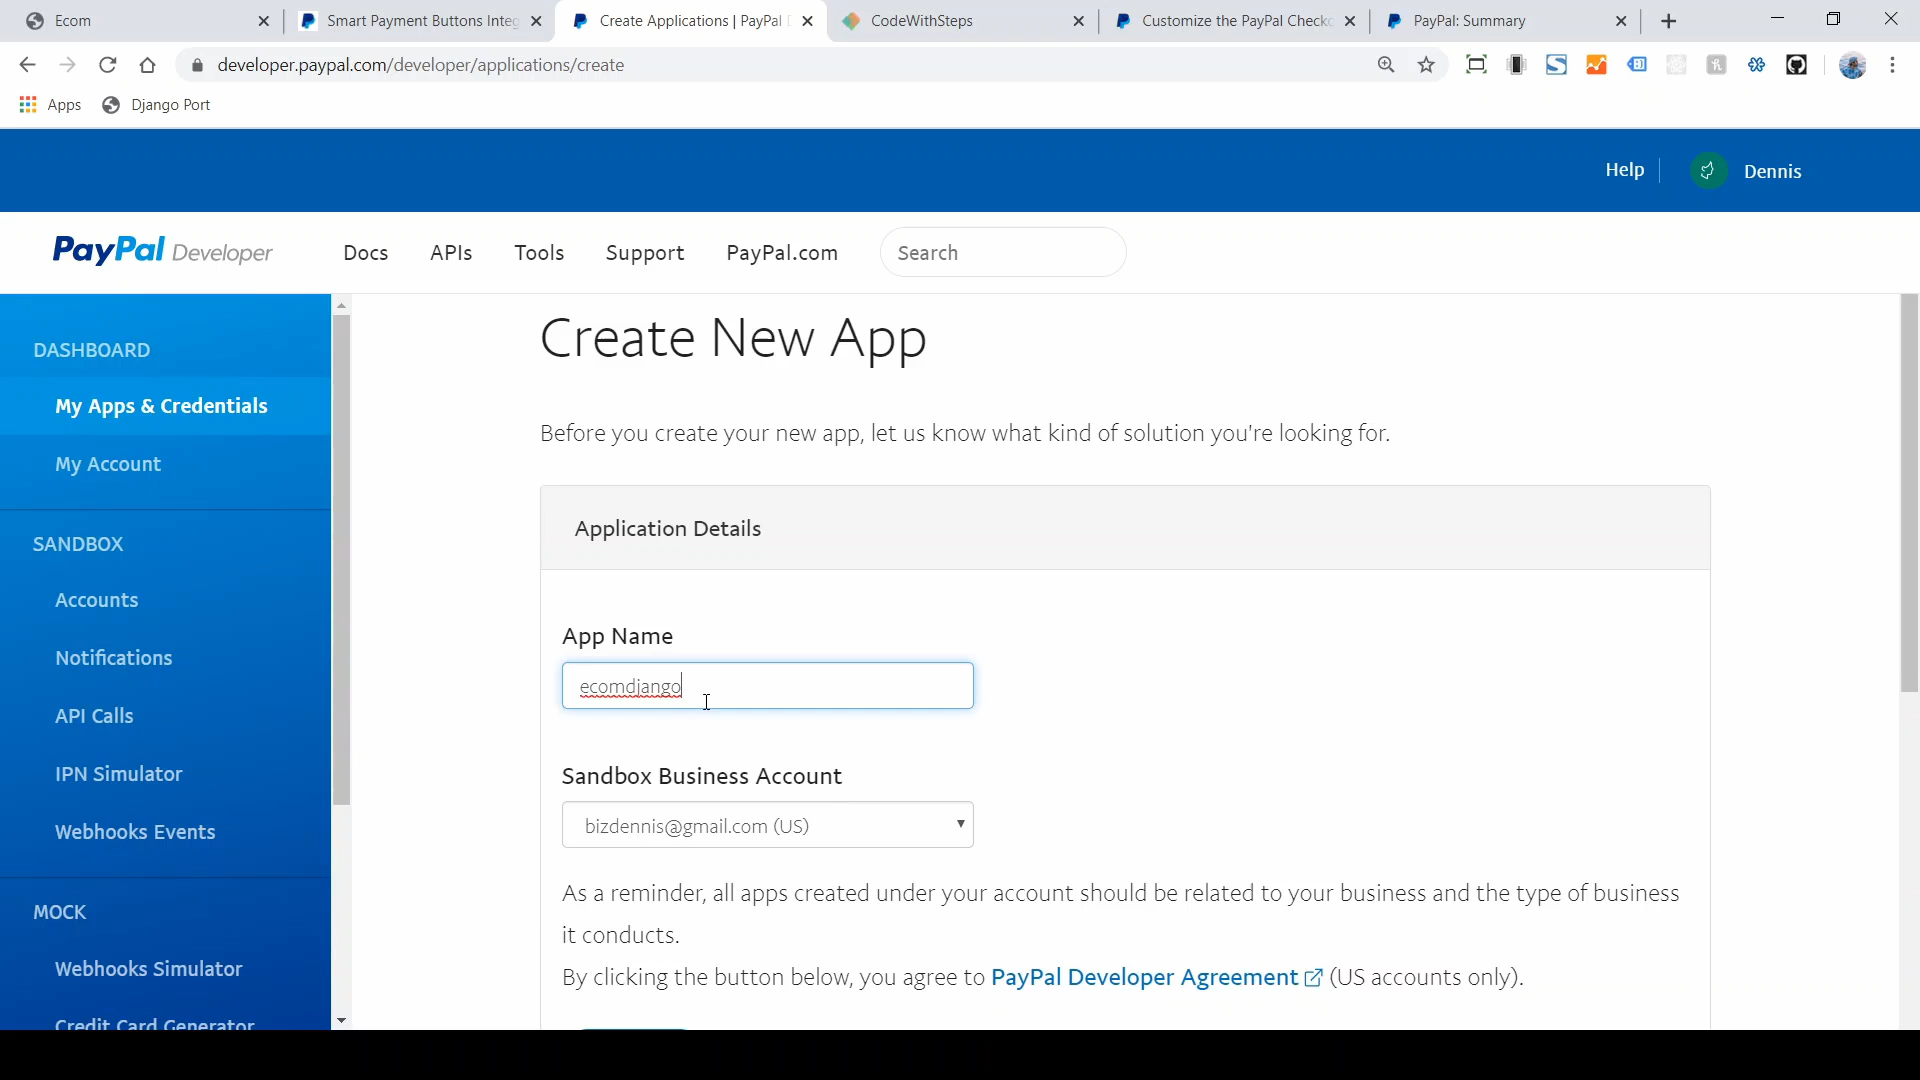 Ecom
Smart Payment Buttons Integ
Create Applications | PayPal D
CodeWithSteps
Customize the PayPal Checko
PayPal: Summary
developer.paypal.com/developer/applications/create
Apps
Django Port
Help
Dennis
PayPal Developer
Docs
APIs
Tools
Support
PayPal.com
Search
DASHBOARD
My Apps & Credentials
My Account
SANDBOX
Accounts
Notifications
API Calls
IPN Simulator
Webhooks Events
MOCK
Webhooks Simulator
Credit Card Generator
Create New App
Before you create your new app, let us know what kind of solution you're looking for.
Application Details
App Name
ecomdjango
Sandbox Business Account
bizdennis@gmail.com (US)
As a reminder, all apps created under your account should be related to your business and the type of business
it conducts.
By clicking the button below, you agree to PayPal Developer Agreement (US accounts only).